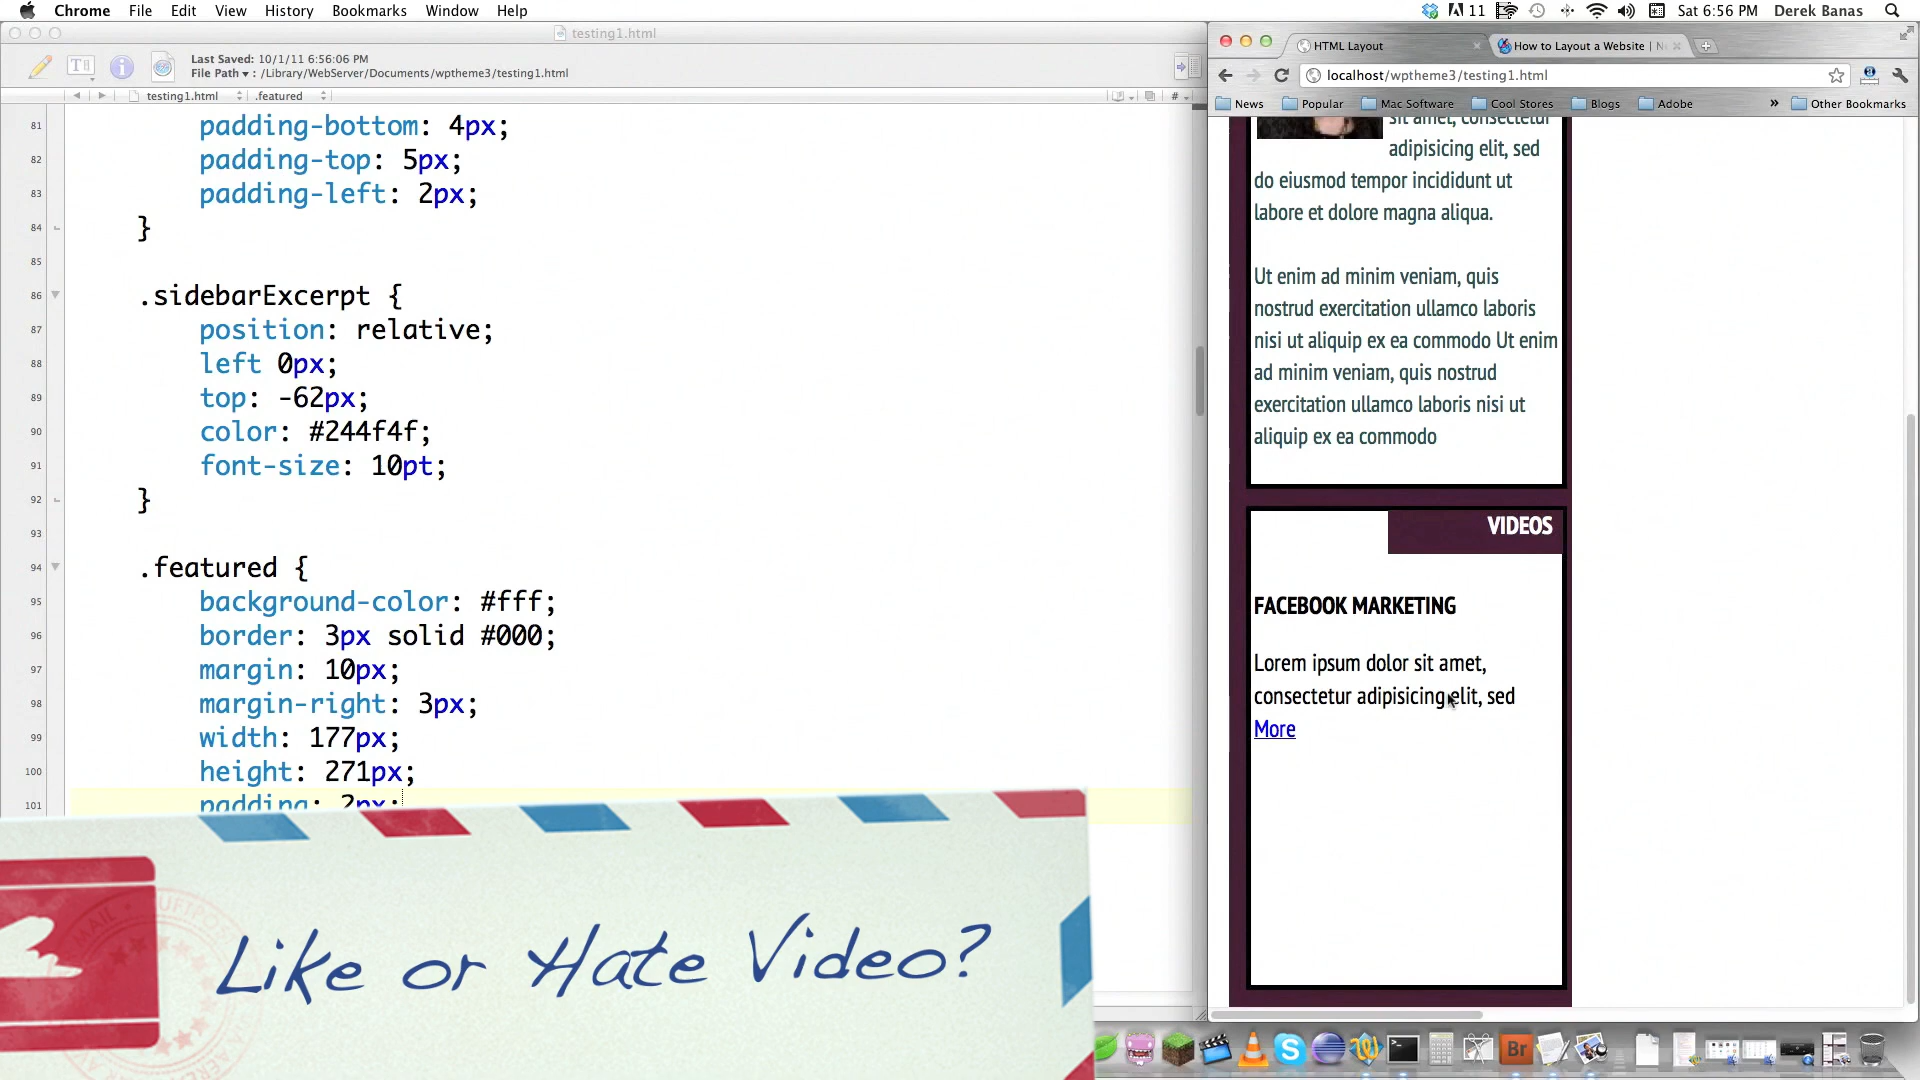 Chrome File Edit View History Bookmarks Window Help
11 Sat 6:56 PM Derek Banas
testing1.html
Last Saved: 10/1/11 6:56:06 PM
File Path ▾ : /Library/WebServer/Documents/wptheme3/testing1.html
testing1.html .featured #
81 padding-bottom: 4px;
82 padding-top: 5px;
83 padding-left: 2px;
84 }
85
86 .sidebarExcerpt {
87 position: relative;
88 left 0px;
89 top: -62px;
90 color: #244f4f;
91 font-size: 10pt;
92 }
93
94 .featured {
95 background-color: #fff;
96 border: 3px solid #000;
97 margin: 10px;
98 margin-right: 3px;
99 width: 177px;
100 height: 271px;
101 padding: 2px;
Like or Hate Video?
HTML Layout How to Layout a Website |
localhost/wptheme3/testing1.html
News Popular Mac Software Cool Stores Blogs Adobe » Other Bookmarks
sit amet, consectetur
adipisicing elit, sed
do eiusmod tempor incididunt ut
labore et dolore magna aliqua.
Ut enim ad minim veniam, quis
nostrud exercitation ullamco laboris
nisi ut aliquip ex ea commodo Ut enim
ad minim veniam, quis nostrud
exercitation ullamco laboris nisi ut
aliquip ex ea commodo
VIDEOS
FACEBOOK MARKETING
Lorem ipsum dolor sit amet,
consectetur adipisicing elit, sed
More
Br